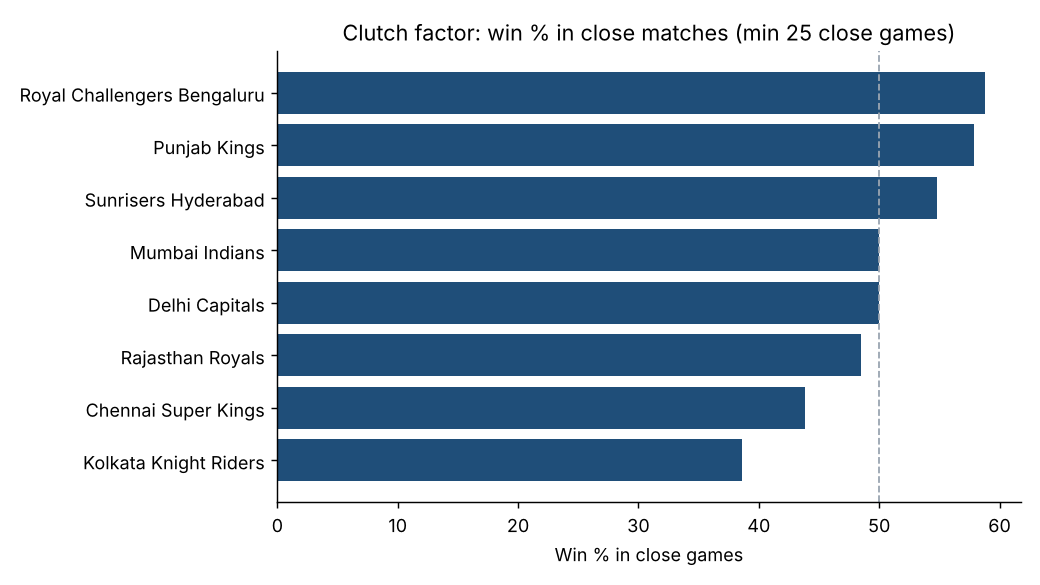 Clutch factor: win % in close matches (min 25 close games)
Royal Challengers Bengaluru
Punjab Kings
Sunrisers Hyderabad
Mumbai Indians
Delhi Capitals
Rajasthan Royals
Chennai Super Kings
Kolkata Knight Riders
0 10 20 30 40 50 60
Win % in close games